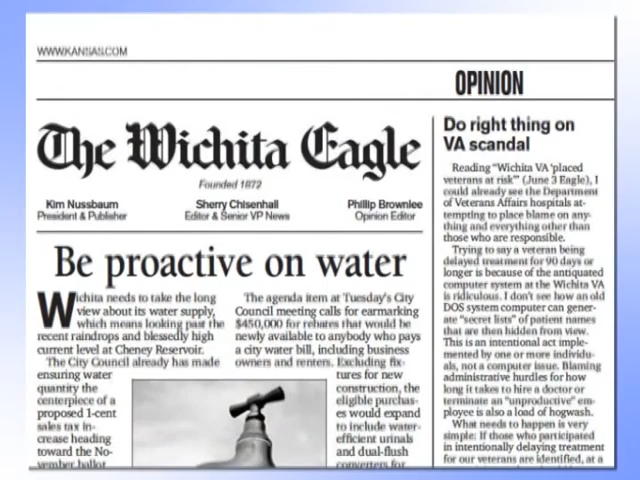 WWW.KANSAS.COM
OPINION
The Wichita Eagle
Founded 1872
Kim Nussbaum
President & Publisher
Sherry Chisenhall
Editor & Senior VP News
Phillip Brownlee
Opinion Editor
Be proactive on water
Wichita needs to take the long
view about its water supply,
which means looking past the
recent raindrops and blessedly high
current level at Cheney Reservoir.
The City Council already has made
ensuring water
quantity the
centerpiece of a
proposed 1-cent
sales tax in-
crease heading
toward the No-
vember ballot
The agenda item at Tuesday's City
Council meeting calls for earmarking
$450,000 for rebates that would be
newly available to anybody who pays
a city water bill, including business
owners and renters. Excluding fix-
tures for new
construction, the
eligible purchas-
es would expand
to include water-
efficient urinals
and dual-flush
converters for
Do right thing on
VA scandal
Reading "Wichita VA 'placed
veterans at risk'" (June 3 Eagle), I
could already see the Department
of Veterans Affairs hospitals at-
tempting to place blame on any-
thing and everything other than
those who are responsible.
Trying to say a veteran being
delayed treatment for 90 days or
longer is because of the antiquated
computer system at the Wichita VA
is ridiculous. I don't see how an old
DOS system computer can gener-
ate "secret lists" of patient names
that are then hidden from view.
This is an intentional act imple-
mented by one or more individu-
als, not a computer issue. Blaming
administrative hurdles for how
long it takes to hire a doctor or
terminate an "unproductive" em-
ployee is also a load of hogwash.
What needs to happen is very
simple: If those who participated
in intentionally delaying treatment
for our veterans are identified, at a